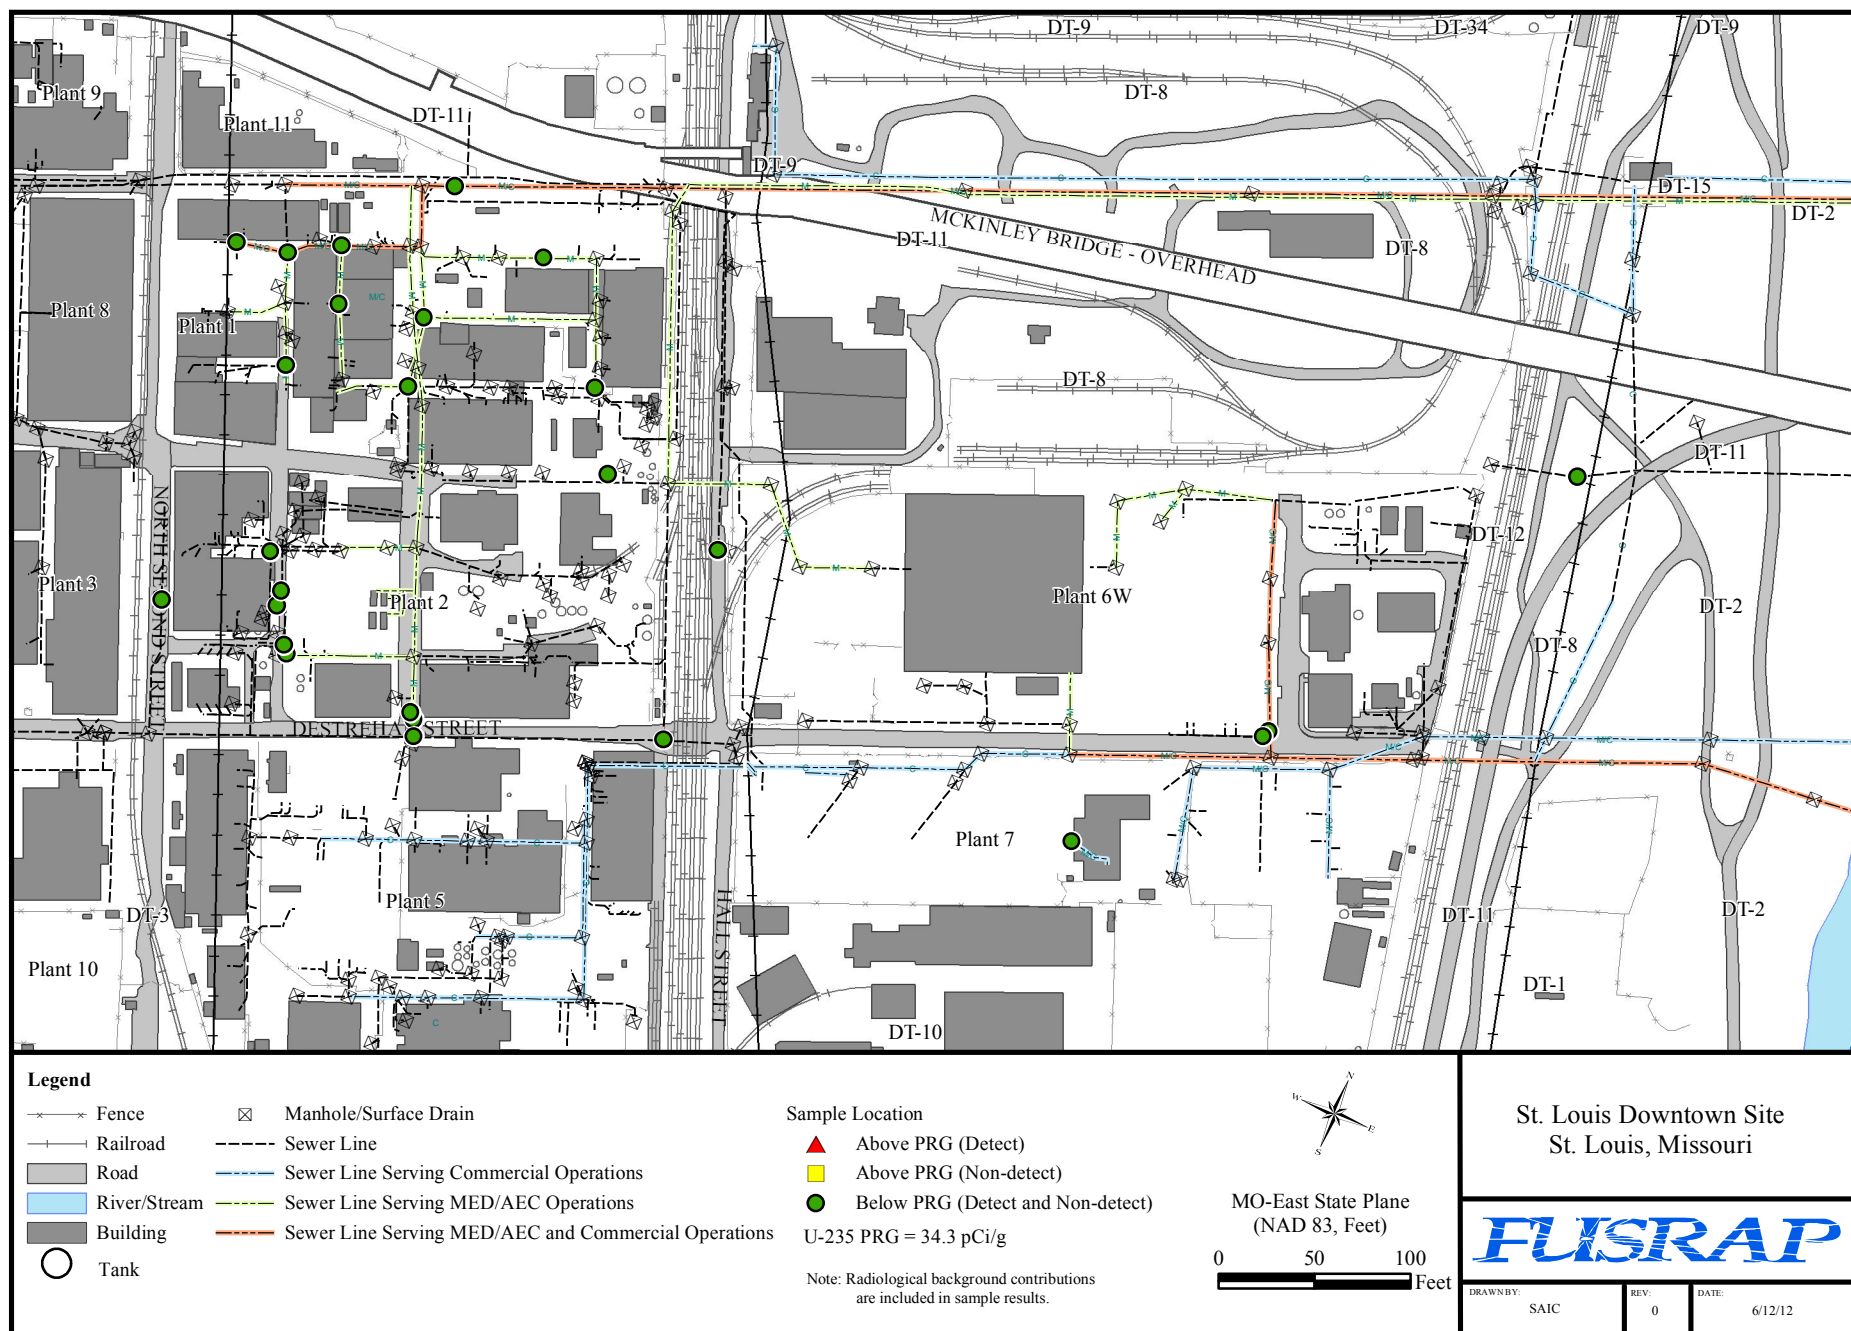 DT-9
DT-34
DT-9
Plant 9
DT-8
Plant 11
DT-11
DT-9
M/C
M/C
M
M
C
C
C
C
M/C
M
M
M/C
DT-15
DT-2
MCKINLEY BRIDGE - OVERHEAD
DT-11
DT-8
Plant 8
Plant 1
M/C
DT-8
DT-11
NORTH SECOND STREET
DT-12
Plant 3
Plant 2
Plant 6W
DT-2
DT-8
DESTREHAN STREET
M/C
M/C
M/C
M/C
Plant 7
Plant 5
DT-3
HALL STREET
DT-11
DT-2
Plant 10
DT-1
DT-10
Legend
Fence
Railroad
Road
River/Stream
Building
Tank
Manhole/Surface Drain
Sewer Line
Sewer Line Serving Commercial Operations
Sewer Line Serving MED/AEC Operations
Sewer Line Serving MED/AEC and Commercial Operations
Sample Location
Above PRG (Detect)
Above PRG (Non-detect)
Below PRG (Detect and Non-detect)
U-235 PRG = 34.3 pCi/g
Note: Radiological background contributions
are included in sample results.
N
W
E
S
MO-East State Plane
(NAD 83, Feet)
0 50 100
Feet
St. Louis Downtown Site
St. Louis, Missouri
FUSRAP
DRAWN BY:
SAIC
REV:
0
DATE:
6/12/12